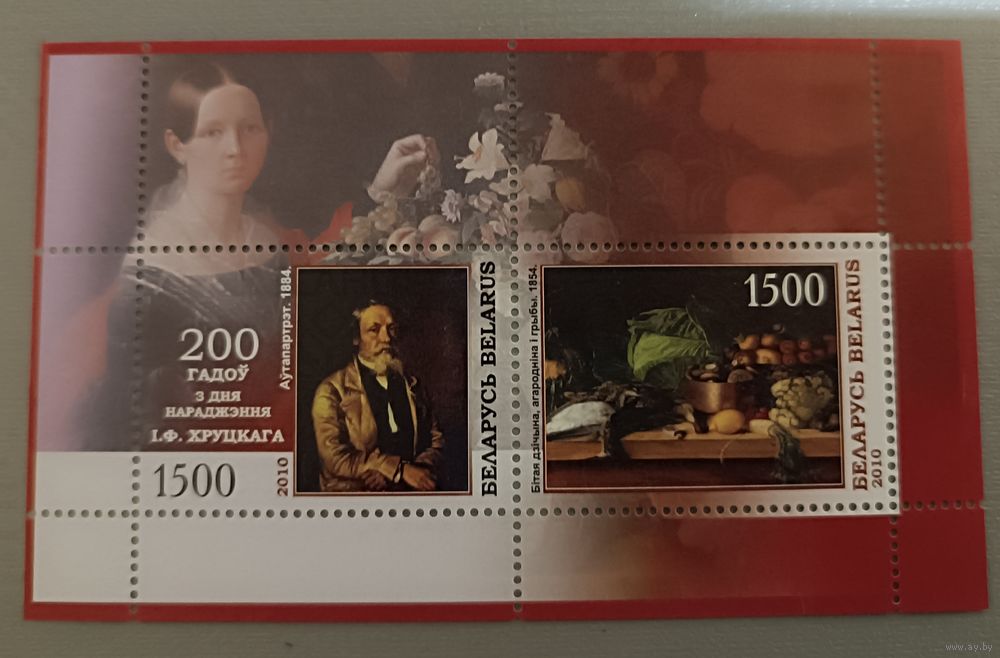 200
ГАДОЎ
З ДНЯ
НАРАДЖЭННЯ
І.Ф. ХРУЦКАГА
1500
Аўтапартрэт. 1884.
2010
БЕЛАРУСЬ BELARUS
Бітая дзічына, агародніна і грыбы. 1854.
1500
БЕЛАРУСЬ BELARUS
2010
www.ay.by